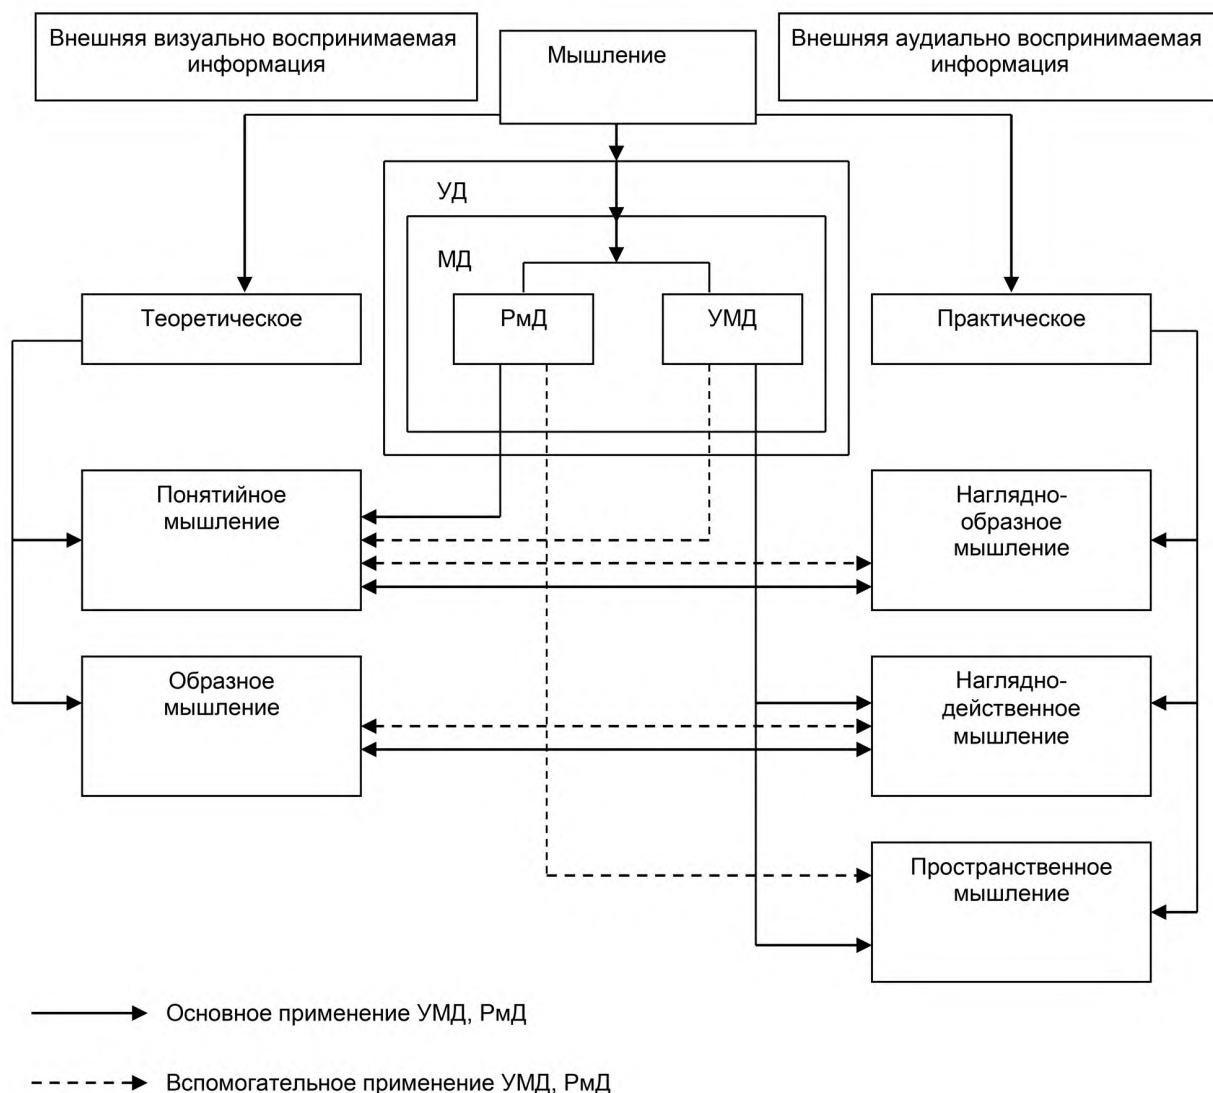 Внешняя визуально воспринимаемая
информация
Мышление
Внешняя аудиально воспринимаемая
информация
УД
МД
РмД
УМД
Теоретическое
Практическое
Понятийное
мышление
Наглядно-
образное
мышление
Образное
мышление
Наглядно-
действенное
мышление
Пространственное
мышление
Основное применение УМД, РмД
Вспомогательное применение УМД, РмД